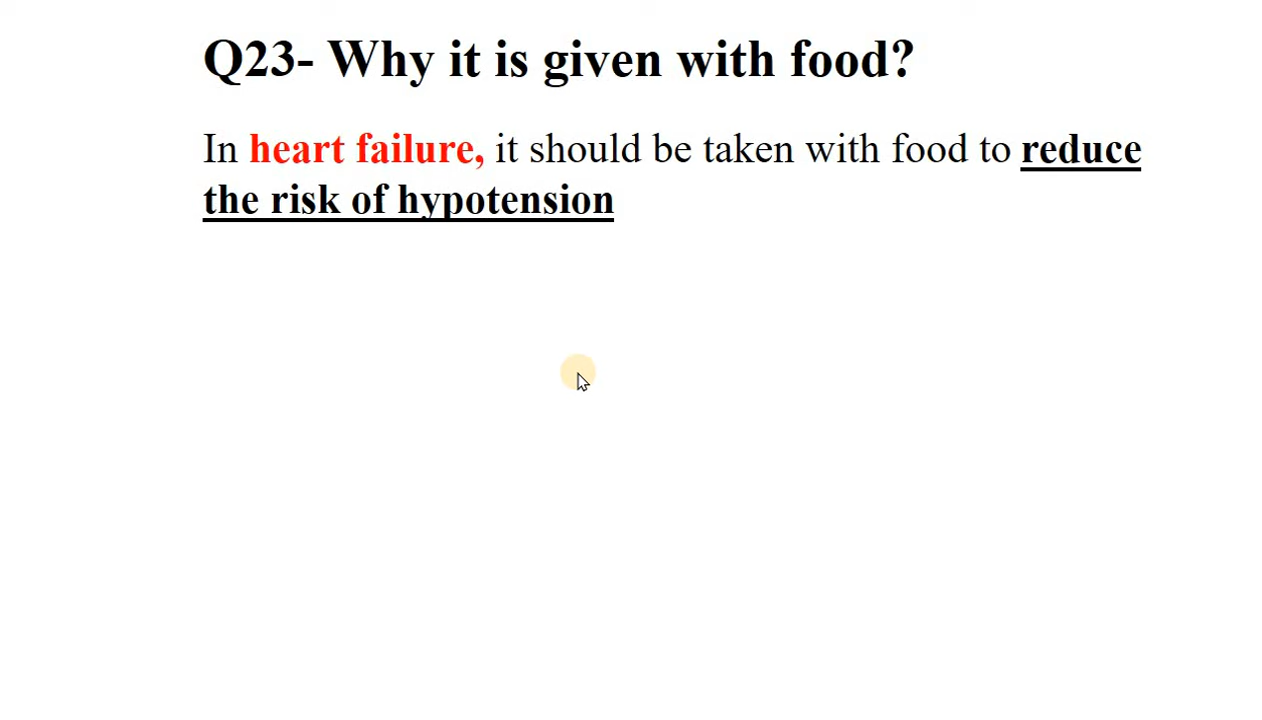 Q23- Why it is given with food?
In heart failure, it should be taken with food to reduce
the risk of hypotension